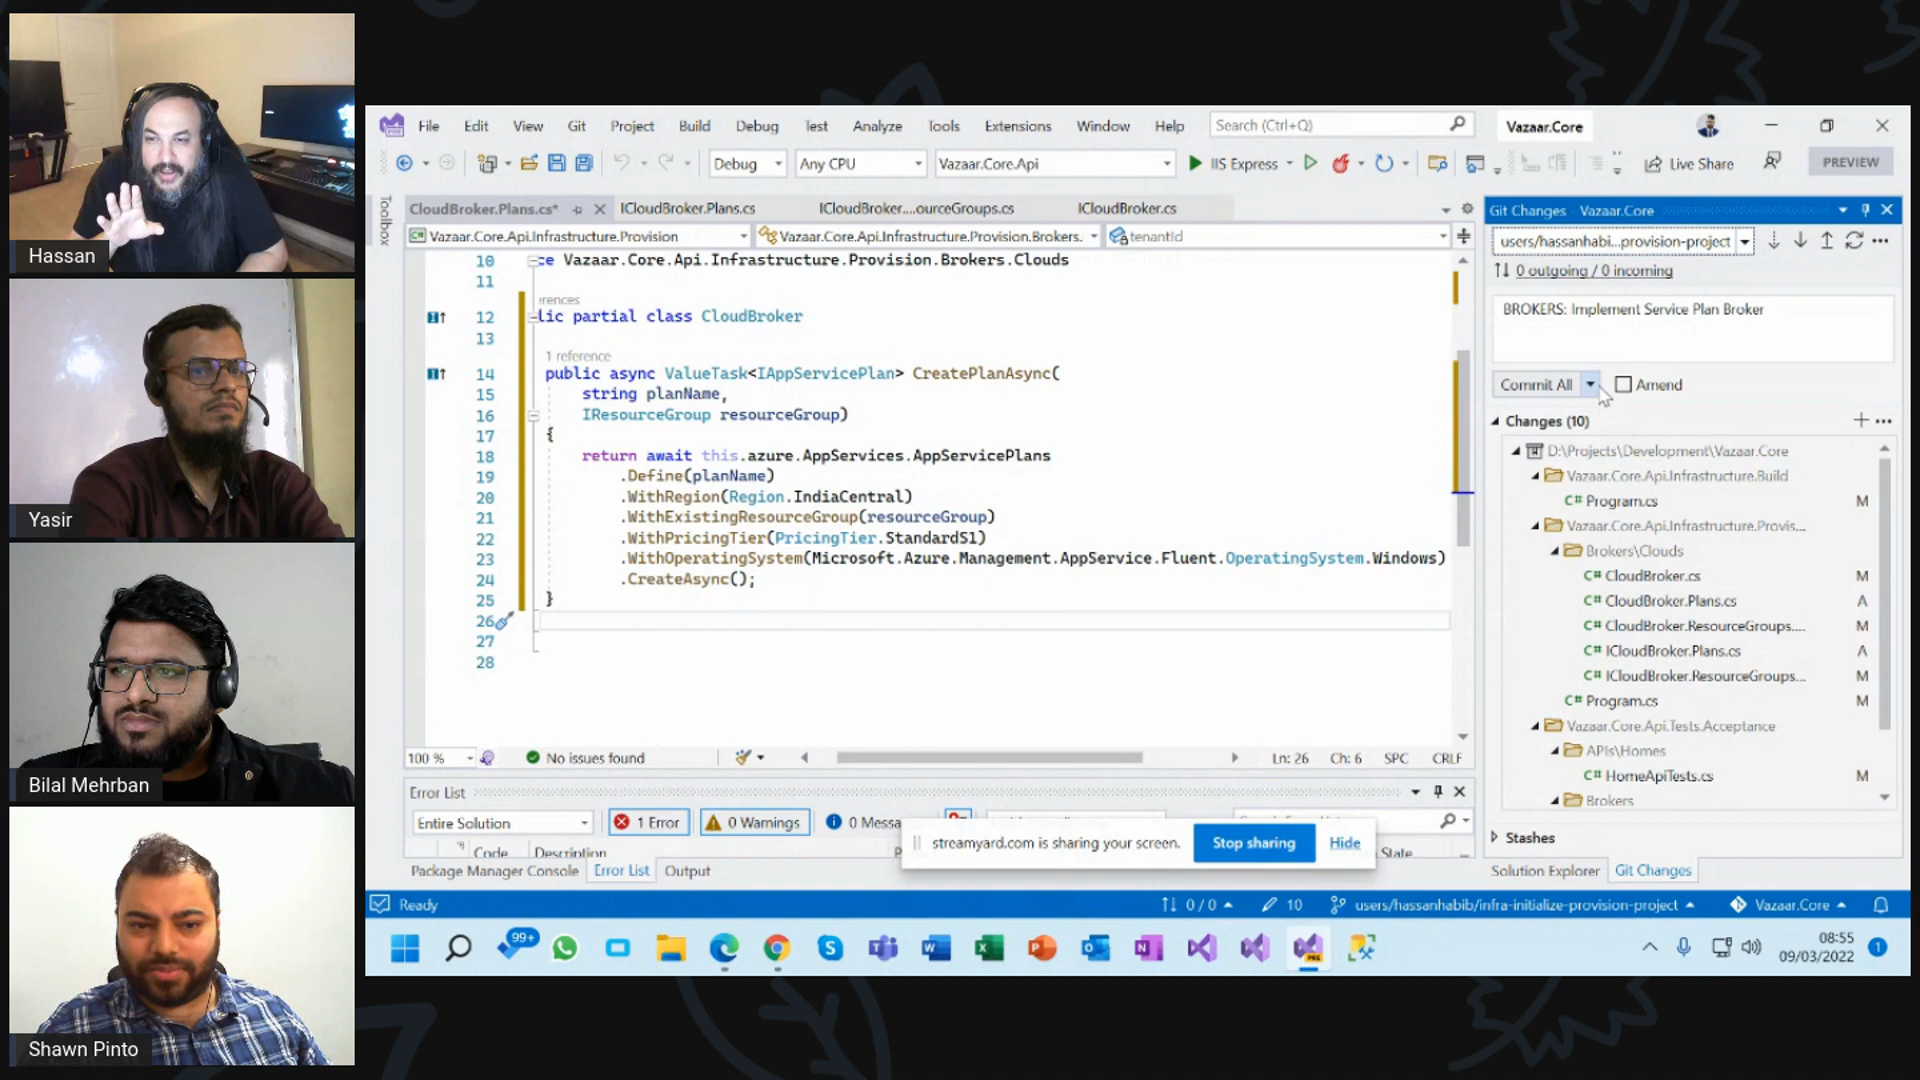 Hassan
Yasir
Bilal Mehrban
Shawn Pinto
File Edit View Git Project Build Debug Test Analyze Tools Extensions Window Help Search (Ctrl+Q) Vazaar.Core
Debug Any CPU Vazaar.Core.Api IIS Express Live Share PREVIEW
Toolbox
CloudBroker.Plans.cs* ICloudBroker.Plans.cs ICloudBroker....ourceGroups.cs ICloudBroker.cs
Vazaar.Core.Api.Infrastructure.Provision Vazaar.Core.Api.Infrastructure.Provision.Brokers. tenantId
10 ce Vazaar.Core.Api.Infrastructure.Provision.Brokers.Clouds
11
erences
12 lic partial class CloudBroker
13
1 reference
14 public async ValueTask<IAppServicePlan> CreatePlanAsync(
15 string planName,
16 IResourceGroup resourceGroup)
17 {
18 return await this.azure.AppServices.AppServicePlans
19 .Define(planName)
20 .WithRegion(Region.IndiaCentral)
21 .WithExistingResourceGroup(resourceGroup)
22 .WithPricingTier(PricingTier.StandardS1)
23 .WithOperatingSystem(Microsoft.Azure.Management.AppService.Fluent.OperatingSystem.Windows)
24 .CreateAsync();
25 }
26
27
28
100 % No issues found Ln: 26 Ch: 6 SPC CRLF
Error List
Entire Solution 1 Error 0 Warnings 0 Messa
Code Description State
Package Manager Console Error List Output
streamyard.com is sharing your screen. Stop sharing Hide
Git Changes - Vazaar.Core
users/hassanhabi...provision-project
0 outgoing / 0 incoming
BROKERS: Implement Service Plan Broker
Commit All Amend
Changes (10)
D:\Projects\Development\Vazaar.Core
Vazaar.Core.Api.Infrastructure.Build
C# Program.cs M
Vazaar.Core.Api.Infrastructure.Provis...
Brokers\Clouds
C# CloudBroker.cs M
C# CloudBroker.Plans.cs A
C# CloudBroker.ResourceGroups.... M
C# ICloudBroker.Plans.cs A
C# ICloudBroker.ResourceGroups... M
C# Program.cs M
Vazaar.Core.Api.Tests.Acceptance
APIs\Homes
C# HomeApiTests.cs M
Brokers
Stashes
Solution Explorer Git Changes
Ready 0 / 0 10 users/hassanhabib/infra-initialize-provision-project Vazaar.Core
99+
08:55
09/03/2022
1